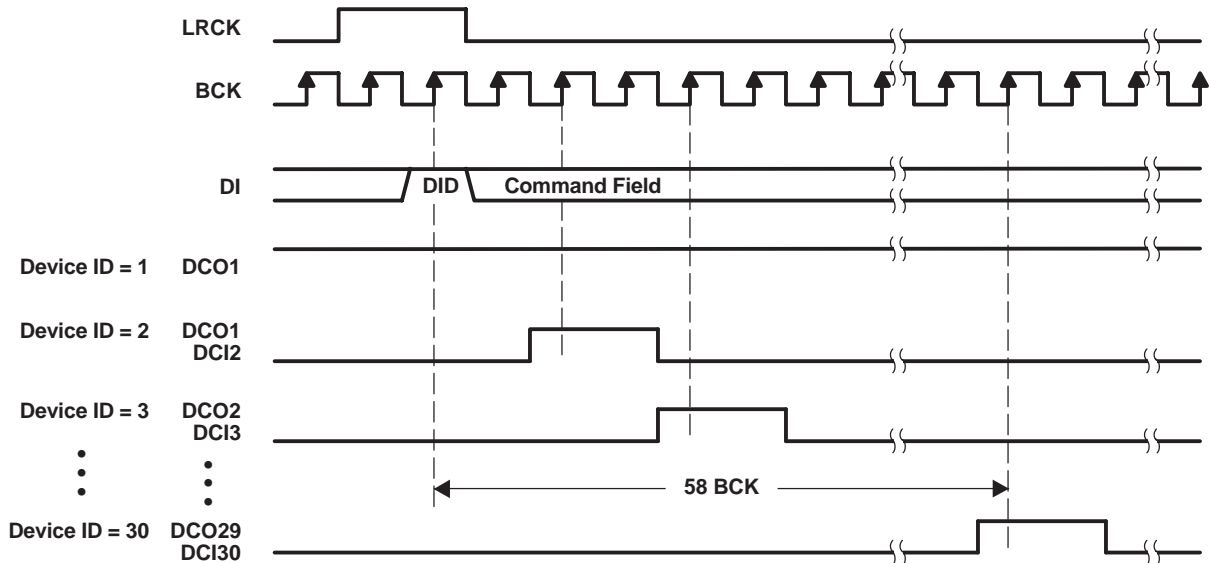 LRCK
BCK
DI DID Command Field
Device ID = 1 DCO1
Device ID = 2 DCO1
DCI2
Device ID = 3 DCO2
DCI3
58 BCK
Device ID = 30 DCO29
DCI30